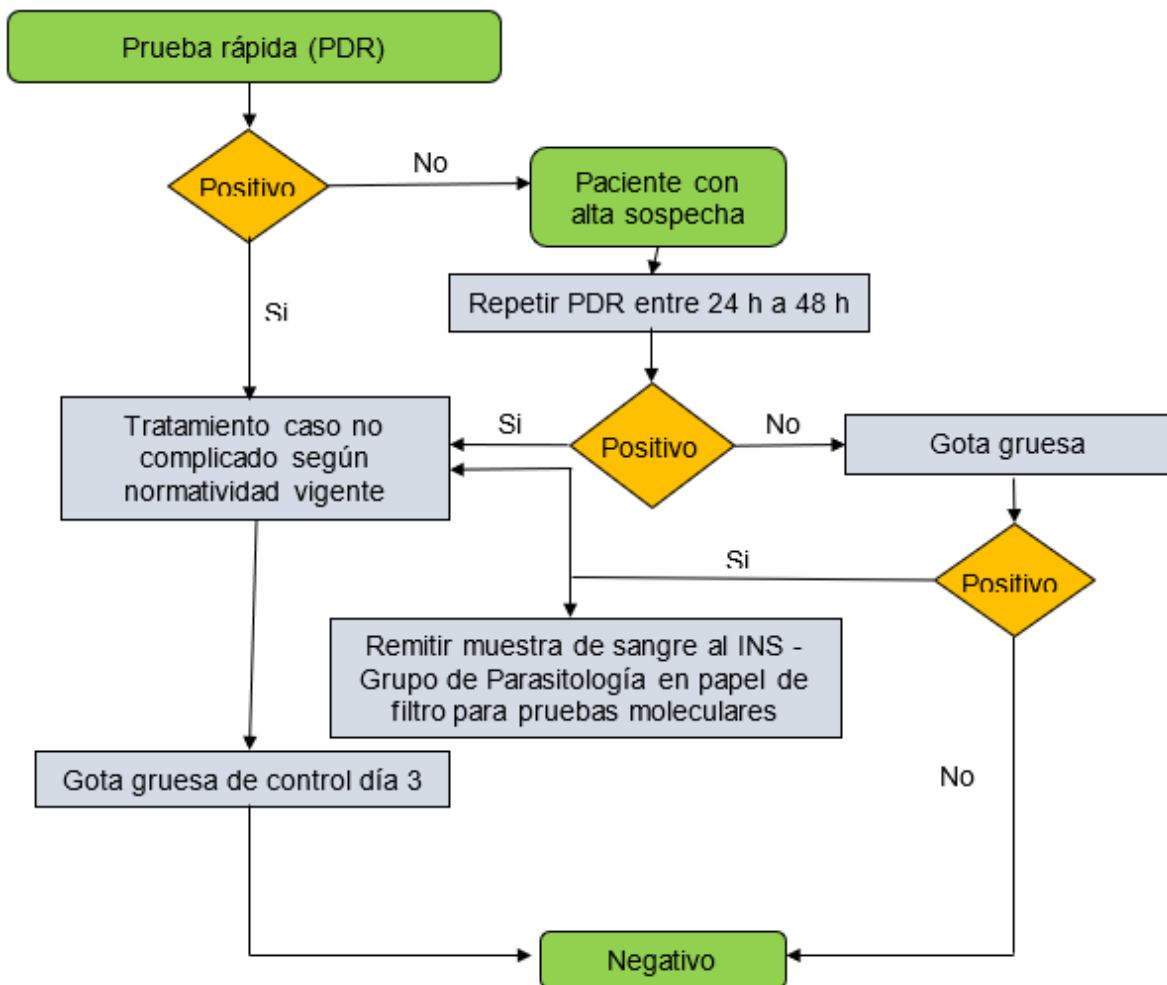 Prueba rápida (PDR)
Positivo
No
Paciente con
alta sospecha
Si
Repetir PDR entre 24 h a 48 h
Tratamiento caso no
complicado según
normatividad vigente
Si
Positivo
No
Gota gruesa
Si
Positivo
Remitir muestra de sangre al INS -
Grupo de Parasitología en papel de
filtro para pruebas moleculares
Gota gruesa de control día 3
No
Negativo